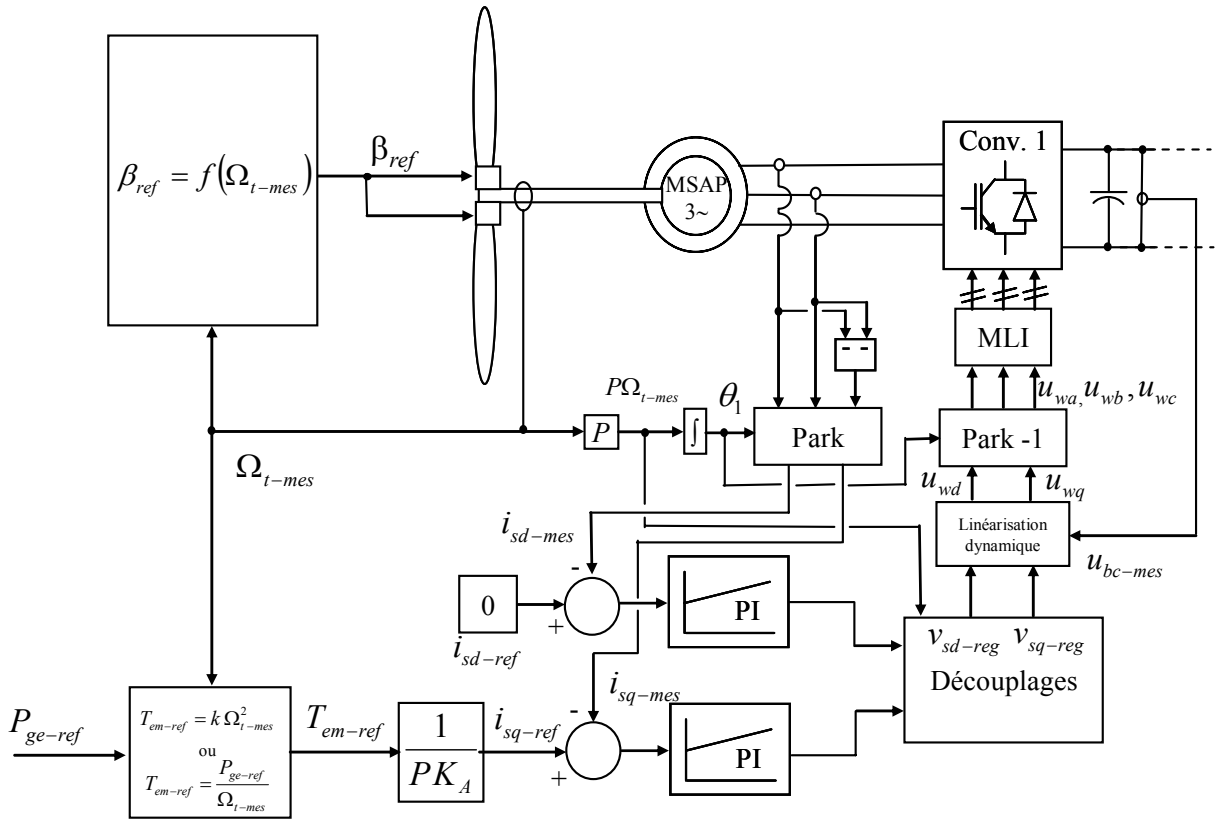 β_ref = f(Ω_t-mes)
β_ref
MSAP
3~
Conv. 1
MLI
- -
PΩ_t-mes
θ_1
P
∫
Park
u_wa, u_wb, u_wc
Park -1
Ω_t-mes
u_wd
u_wq
Linéarisation
dynamique
u_bc-mes
i_sd-mes
-
0
+
PI
i_sd-ref
v_sd-reg
v_sq-reg
Découplages
i_sq-mes
P_ge-ref
T_em-ref = k Ω²_t-mes
ou
T_em-ref = P_ge-ref / Ω_t-mes
T_em-ref
1 / PK_A
i_sq-ref
-
+
PI